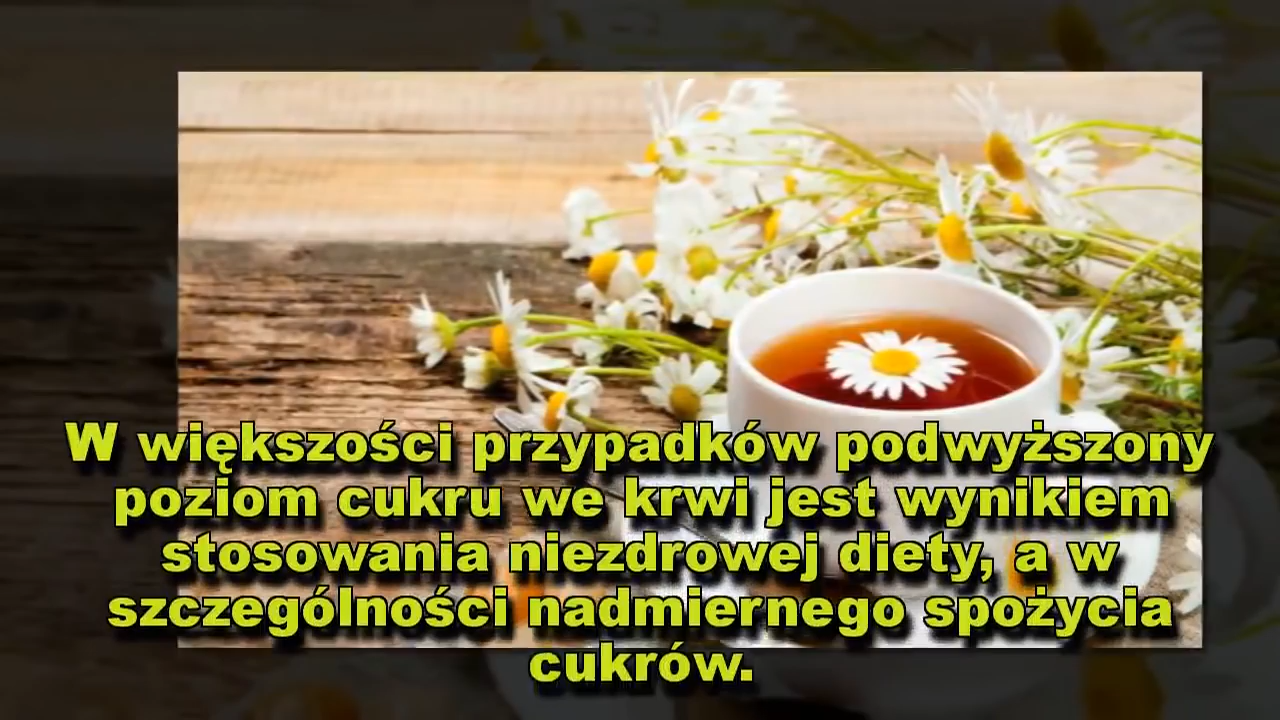 W większości przypadków podwyższony
poziom cukru we krwi jest wynikiem
stosowania niezdrowej diety, a w
szczególności nadmiernego spożycia
cukrów.